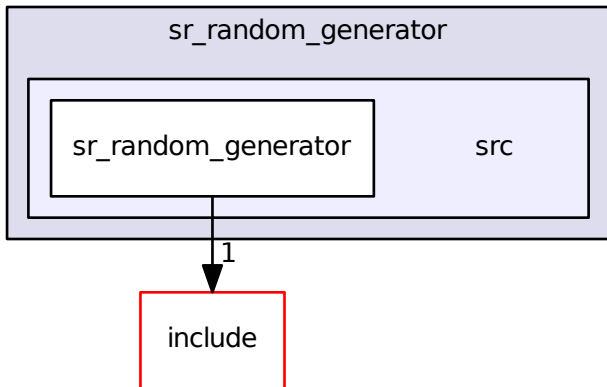 sr_random_generator
sr_random_generator
src
1
include